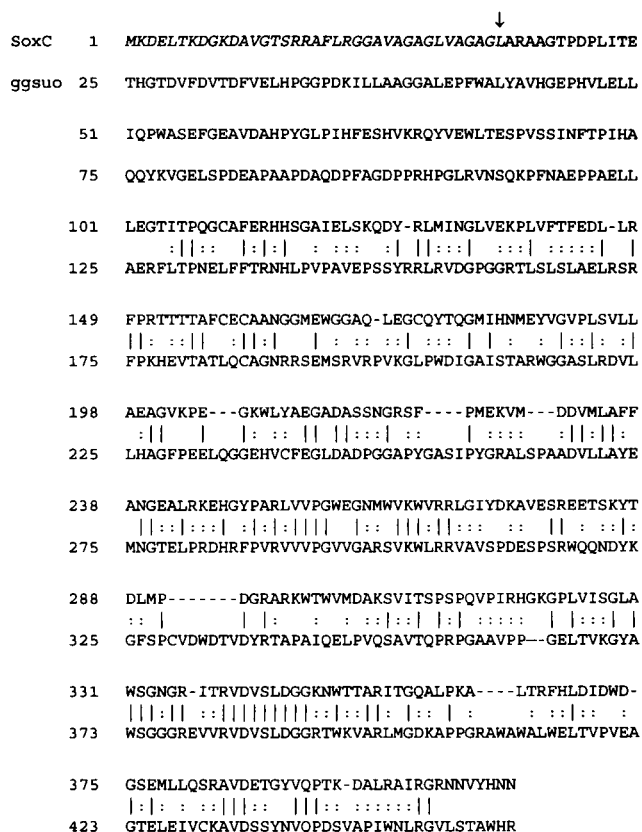 ↓
SoxC 1 MKDELTKDGKDAVGTSRRAFLRGGAVAGAGLVAGAGLARAAGTPDPLITE
ggsuo 25 THGTDVFDVTDFVELHPGGPDKILLAAGGALEPFWALYAVHGEPHVLELL
51 IQPWASEFGEAVDAHPYGLPIHFESHVKRQYVEWLTESPVSSINFTPIHA
75 QQYKVGELSPDEAPAAPDAQDPFAGDPPRHPGLRVNSQKPFNAEPPAELL
101 LEGTITPQGCAFERHHSGAIELSKQDY-RLMINGLVEKPLVFTFEDL-LR
125 AERFLTPNELFFTRNHLPVPAVEPSSYRRLRVDGPGGRTLSLSLAELRSR
149 FPRTTTTAFCECAANGGMEWGGAQ-LEGCQYTQGMIHNMEYVGVPLSVLL
175 FPKHEVTATLQCAGNRRSEMSRVRPVKGLPWDIGAISTARWGGASLRDVL
198 AEAGVKPE---GKWLYAEGADASSNGRSF----PMEKVM---DDVMLAFF
225 LHAGFPEELQGGEHVCFEGLDADPGGAPYGASIPYGRALSPAADVLLAYE
238 ANGEALRKEHGYPARLVVPGWEGNMWVKWVRRLGIYDKAVESREETSKYT
275 MNGTELPRDHRFPVRVVVPGVVGARSVKWLRRVAVSPDESPSRWQQNDYK
288 DLMP-------DGRARKWTWVMDAKSVITSPSPQVPIRHGKGPLVISGLA
325 GFSPCVDWDTVDYRTAPAIQELPVQSAVTQPRPGAAVPP--GELTVKGYA
331 WSGNGR-ITRVDVSLDGGKNWTTARITGQALPKA----LTRFHLDIDWD-
373 WSGGGREVVRVDVSLDGGRTWKVARLMGDKAPPGRAWAWALWELTVPVEA
375 GSEMLLQSRAVDETGYVQPTK-DALRAIRGRNNVYHNN
423 GTELEIVCKAVDSSYNVQPDSVAPIWNLRGVLSTAWHR